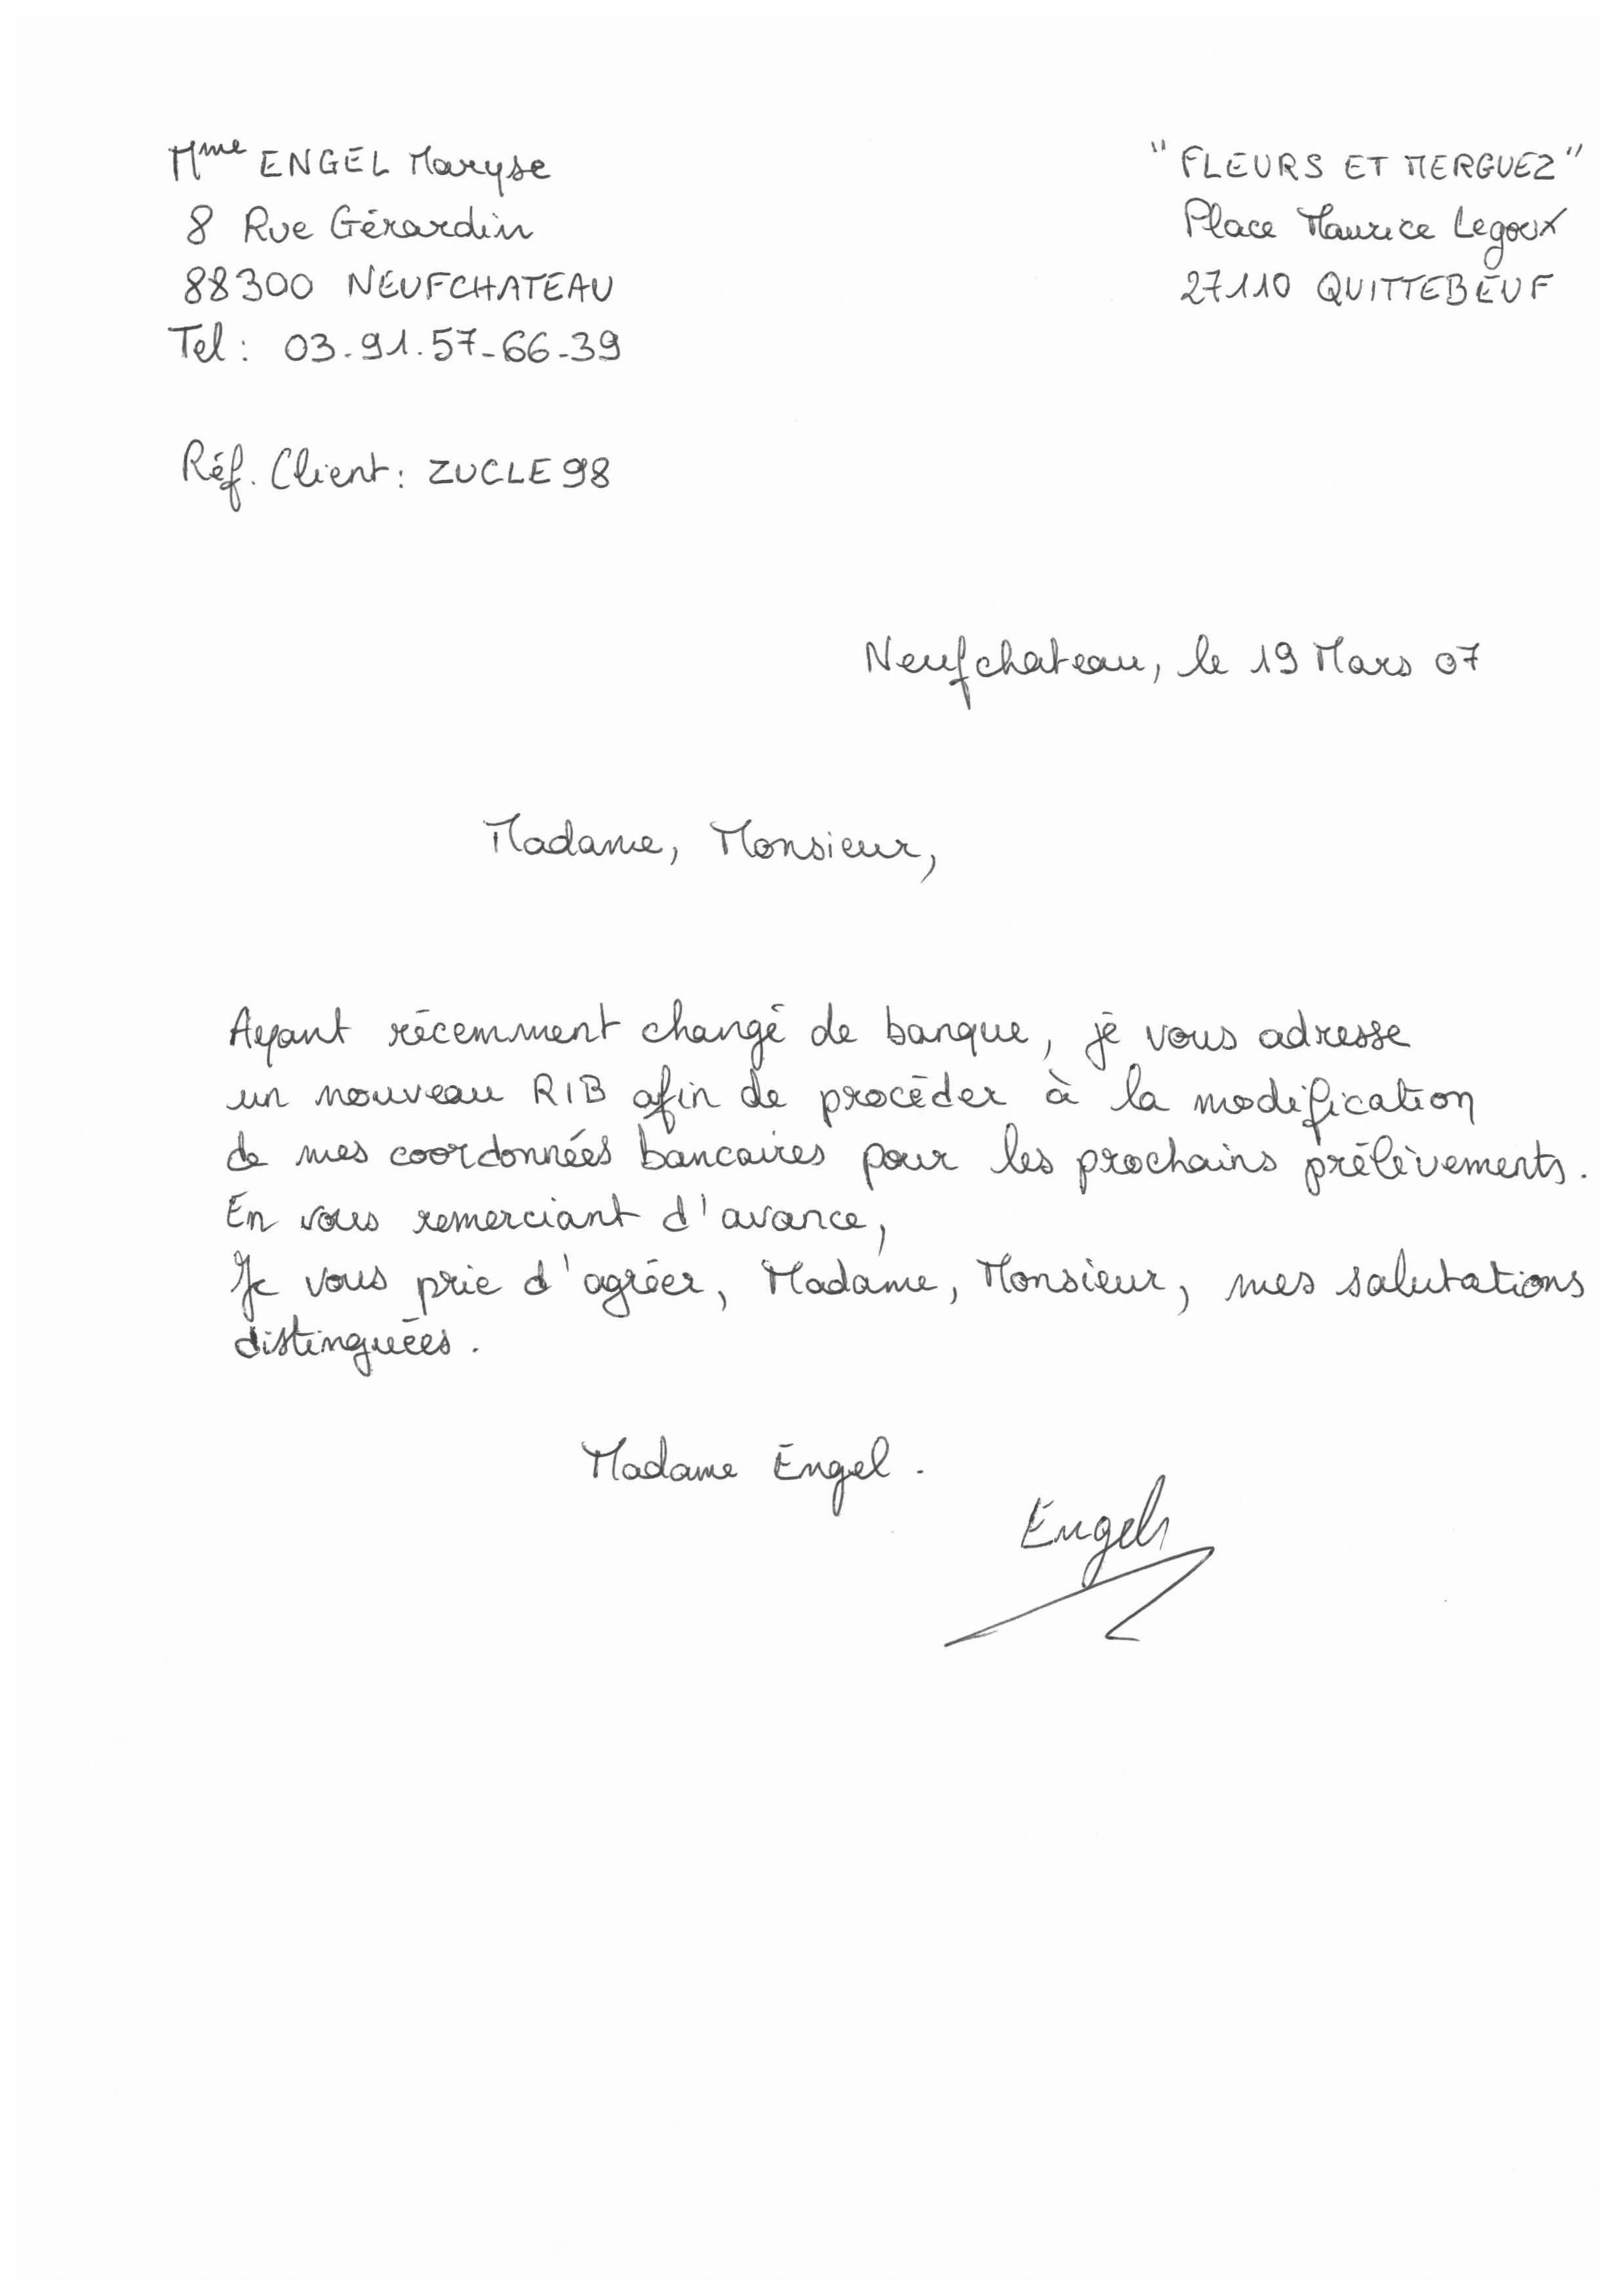 Mme ENGEL Maryse
8 Rue Gérardin
88300 NEUFCHATEAU
Tel : 03.91.57-66-39
"FLEURS ET MERGUEZ"
Place Maurice Legoux
27110 QUITTEBEUF
Réf. Client : ZUCLE98
Neufchateau, le 19 Mars 07
Madame, Monsieur,
Ayant récemment changé de banque, je vous adresse
un nouveau RIB afin de procéder à la modification
de mes coordonnées bancaires pour les prochains prélèvements.
En vous remerciant d'avance,
Je vous prie d'agréer, Madame, Monsieur, mes salutations
distinguées.
Madame Engel.
Engel